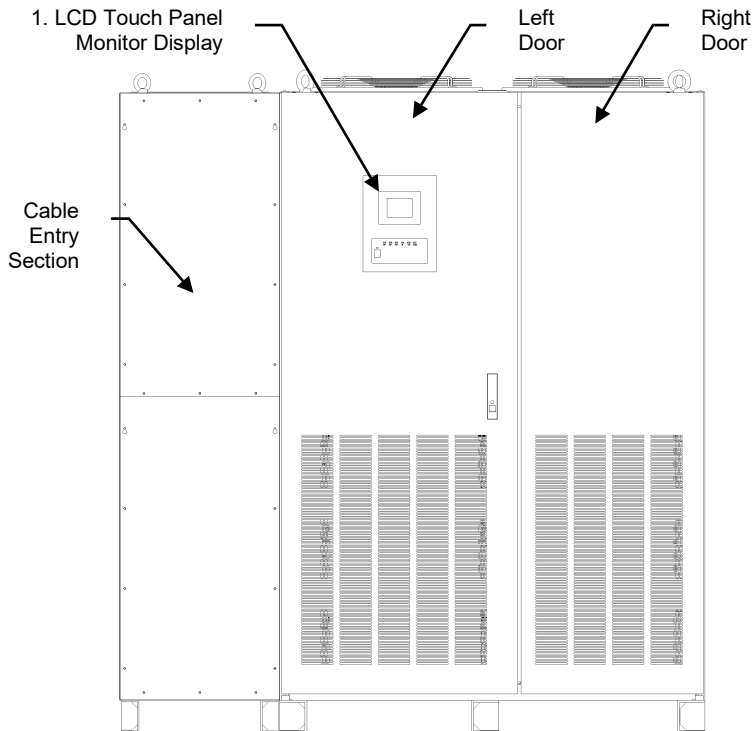 1. LCD Touch Panel
Monitor Display
Left
Door
Right
Door
Cable
Entry
Section